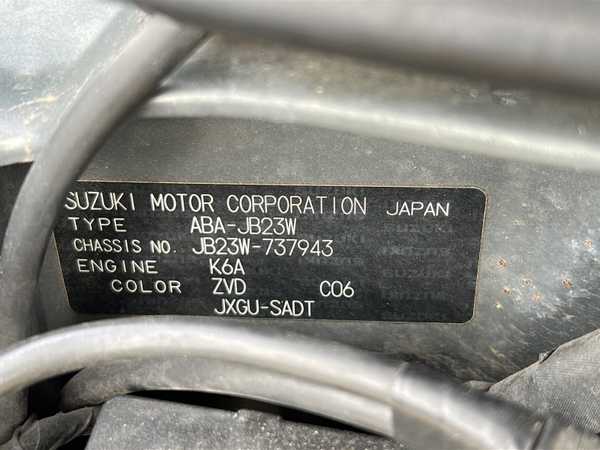 SUZUKI MOTOR CORPORATION JAPAN
TYPE ABA-JB23W
CHASSIS NO. JB23W-737943
ENGINE K6A
COLOR ZVD C06
JXGU-SADT